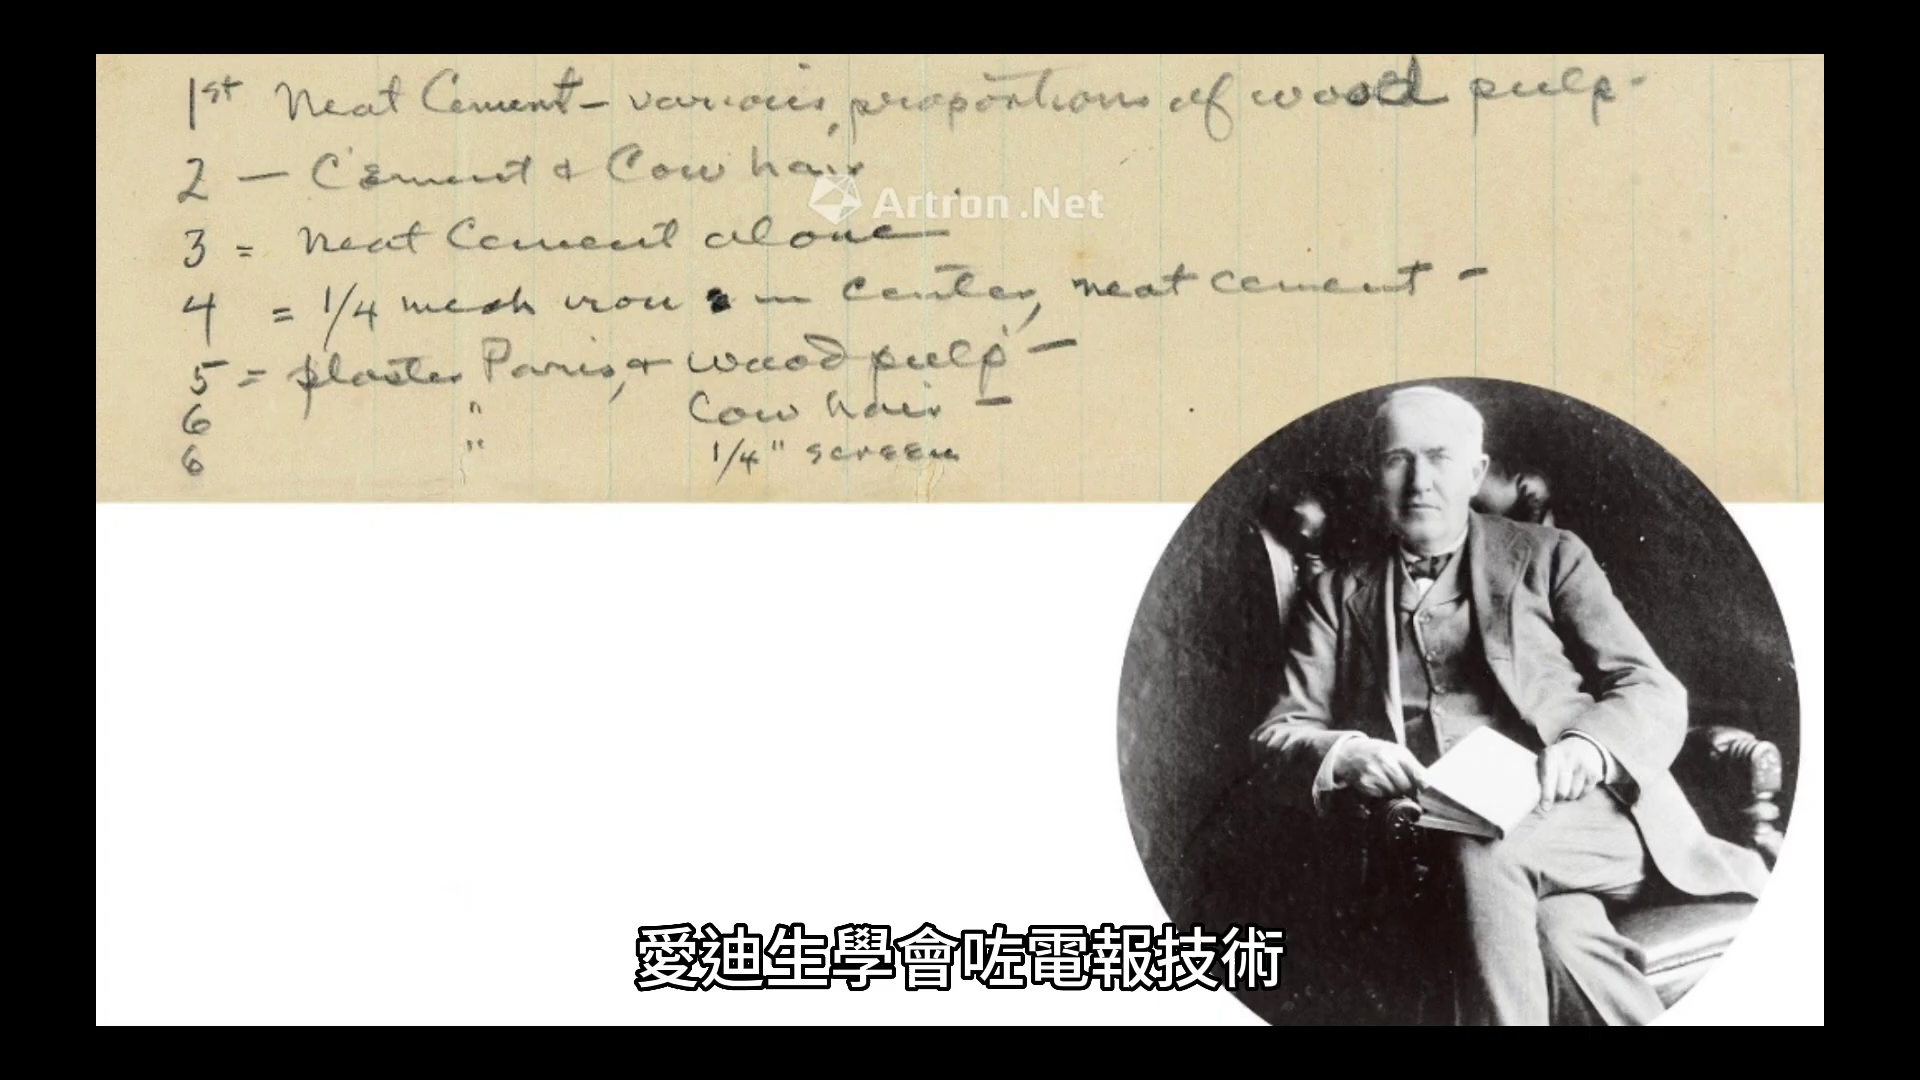 1st Neat Cement - various proportions of wood pulp -
2 - Cement & Cow hair
Artron.Net
3 = Neat Cement alone -
4 = 1/4 mesh iron in center, neat cement -
5 = plaster Paris, & wood pulp -
6 " Cow hair -
6 " 1/4" screen
愛迪生學會咗電報技術